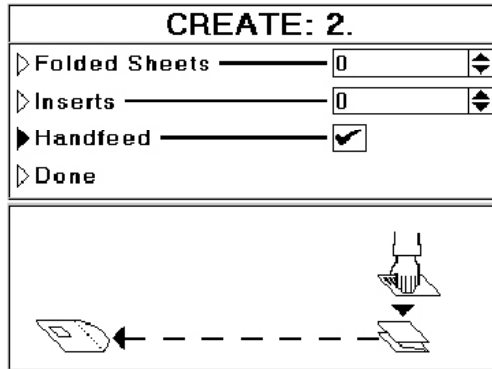 CREATE: 2.
Folded Sheets 0
Inserts 0
Handfeed
Done